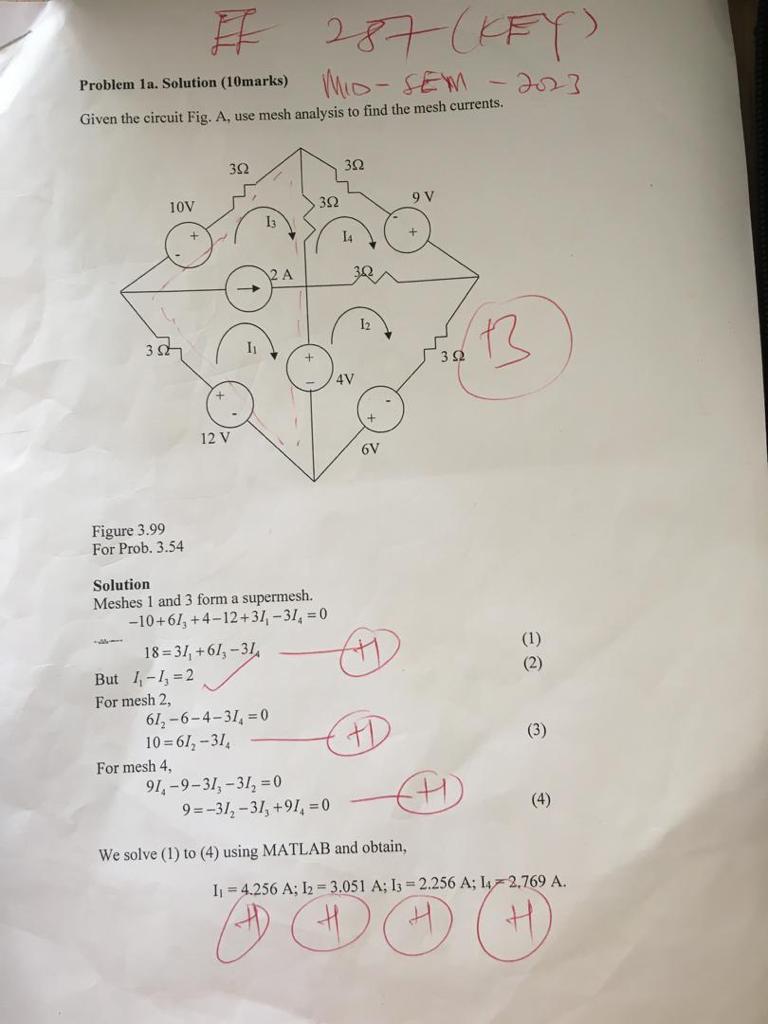 EE 287 (KEY)
Problem 1a. Solution (10marks) MID-SEM - 2023
Given the circuit Fig. A, use mesh analysis to find the mesh currents.
3Ω 3Ω
10V 3Ω 9 V
+ - I₃ I₄ - +
2 A 3Ω
I₂
3 Ω I₁ 3 Ω +3
+ -
4V
+ - - +
12 V 6V
Figure 3.99
For Prob. 3.54
Solution
Meshes 1 and 3 form a supermesh.
−10+6I₃+4−12+3I₁−3I₄=0
(1)
18=3I₁+6I₃−3I₄ +1
(2)
But I₁−I₃=2
For mesh 2,
6I₂−6−4−3I₄=0
10=6I₂−3I₄ +1 (3)
For mesh 4,
9I₄−9−3I₃−3I₂=0
9=−3I₂−3I₃+9I₄=0 +1 (4)
We solve (1) to (4) using MATLAB and obtain,
I₁ = 4.256 A; I₂ = 3.051 A; I₃ = 2.256 A; I₄ = 2.769 A.
+1 +1 +1 +1